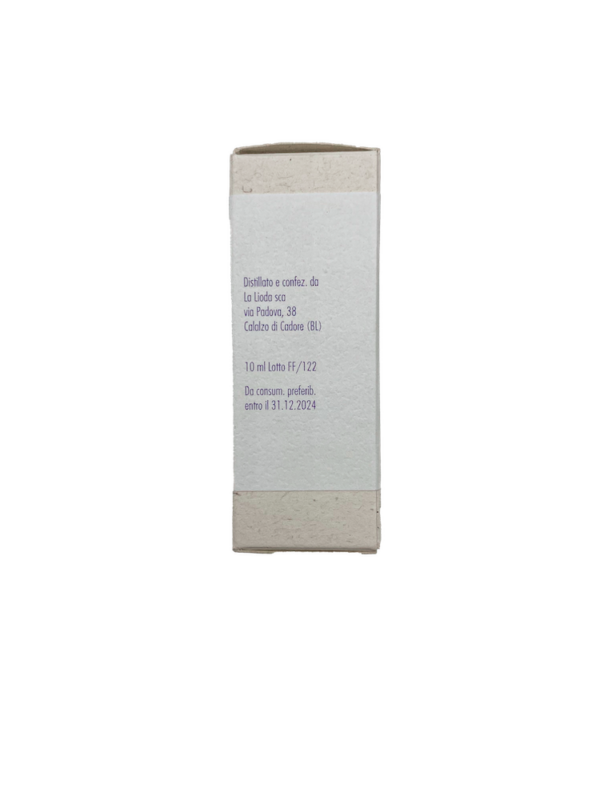 Distillato e confez. da
La Lioda sca
via Padova, 38
Calalzo di Cadore (BL)
10 ml Lotto FF/122
Da consum. preferib.
entro il 31.12.2024